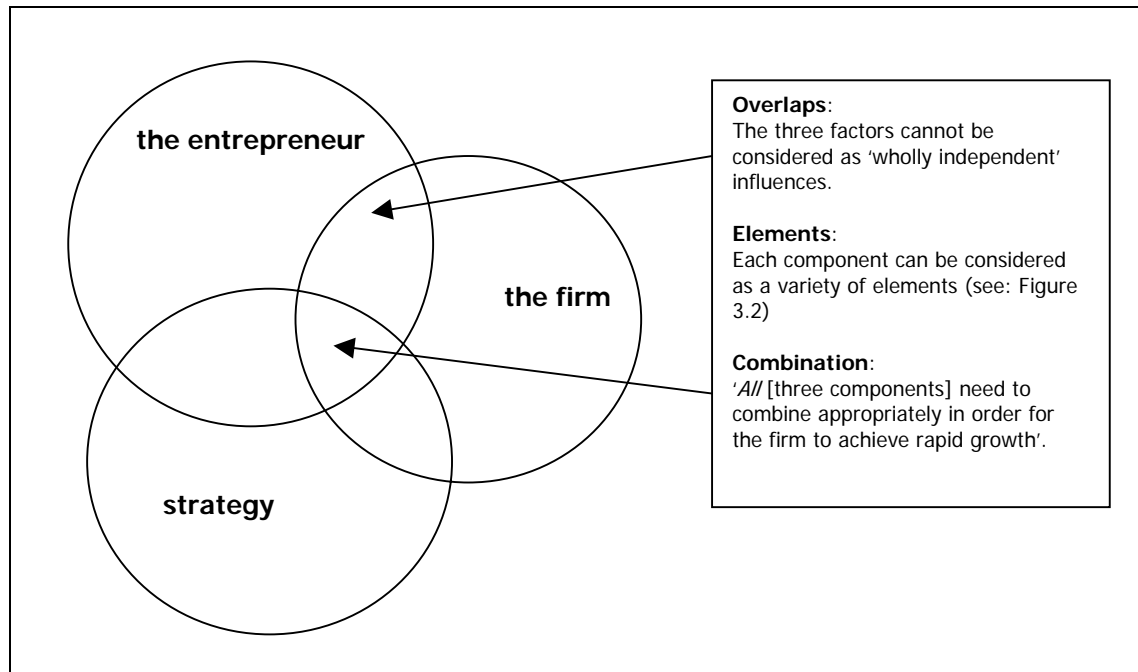 the entrepreneur
the firm
strategy
Overlaps:
The three factors cannot be
considered as ‘wholly independent’
influences.
Elements:
Each component can be considered
as a variety of elements (see: Figure
3.2)
Combination:
‘All [three components] need to
combine appropriately in order for
the firm to achieve rapid growth’.